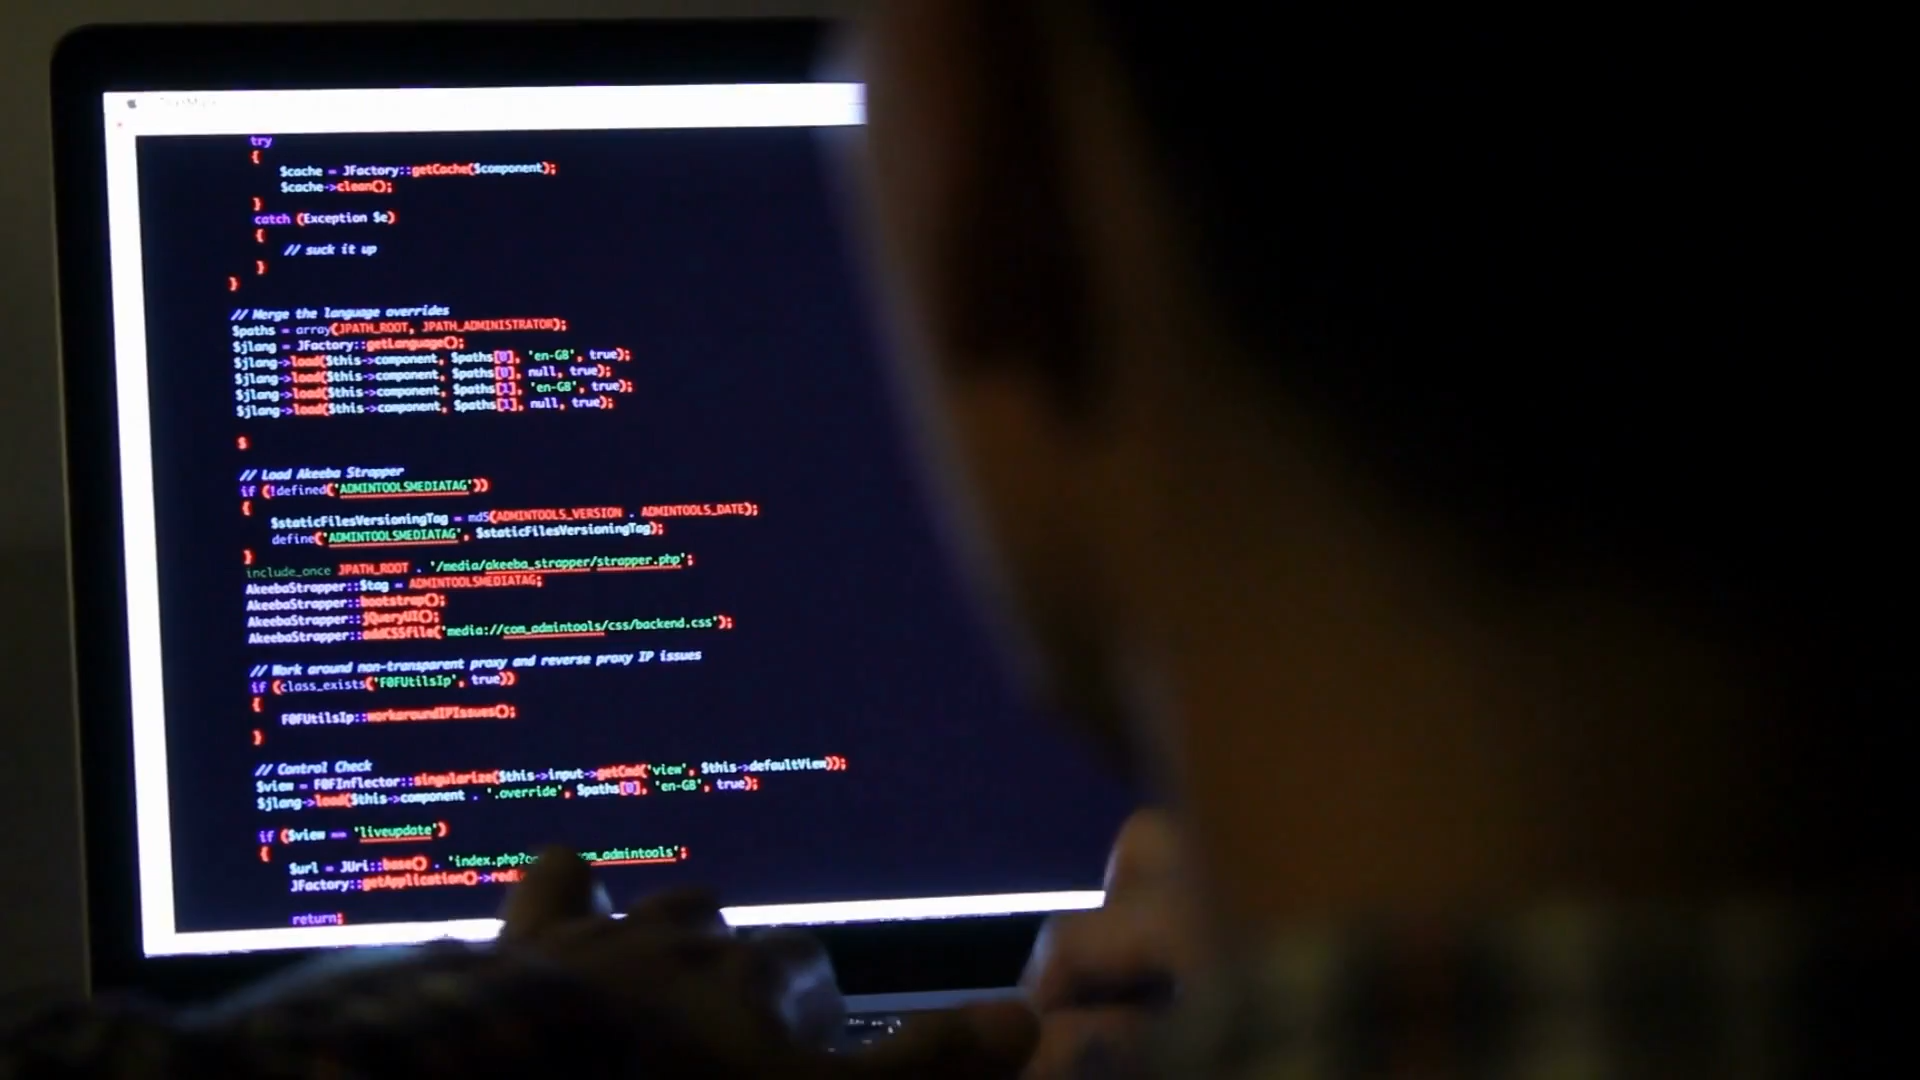 try
{
$cache = JFactory::getCache($component);
$cache->clean();
}
catch (Exception $e)
{
// suck it up
}
}
// Merge the language overrides
$paths = array(JPATH_ROOT, JPATH_ADMINISTRATOR);
$jlang = JFactory::getLanguage();
$jlang->load($this->component, $paths[0], 'en-GB', true);
$jlang->load($this->component, $paths[0], null, true);
$jlang->load($this->component, $paths[1], 'en-GB', true);
$jlang->load($this->component, $paths[1], null, true);
$
// Load Akeeba Strapper
if (!defined('ADMINTOOLSMEDIATAG'))
{
$staticFilesVersioningTag = md5(ADMINTOOLS_VERSION . ADMINTOOLS_DATE);
define('ADMINTOOLSMEDIATAG', $staticFilesVersioningTag);
}
include_once JPATH_ROOT . '/media/akeeba_strapper/strapper.php';
AkeebaStrapper::$tag = ADMINTOOLSMEDIATAG;
AkeebaStrapper::bootstrap();
AkeebaStrapper::jQueryUI();
AkeebaStrapper::addCSSfile('media://com_admintools/css/backend.css');
// Work around non-transparent proxy and reverse proxy IP issues
if (class_exists('F0FUtilsIp', true))
{
F0FUtilsIp::workaroundIPIssues();
}
// Control Check
$view = F0FInflector::singularize($this->input->getCmd('view', $this->defaultView));
$jlang->load($this->component . '.override', $paths[0], 'en-GB', true);
if ($view == 'liveupdate')
{
$url = JUri::base() . 'index.php? com_admintools';
JFactory::getApplication()->
return;